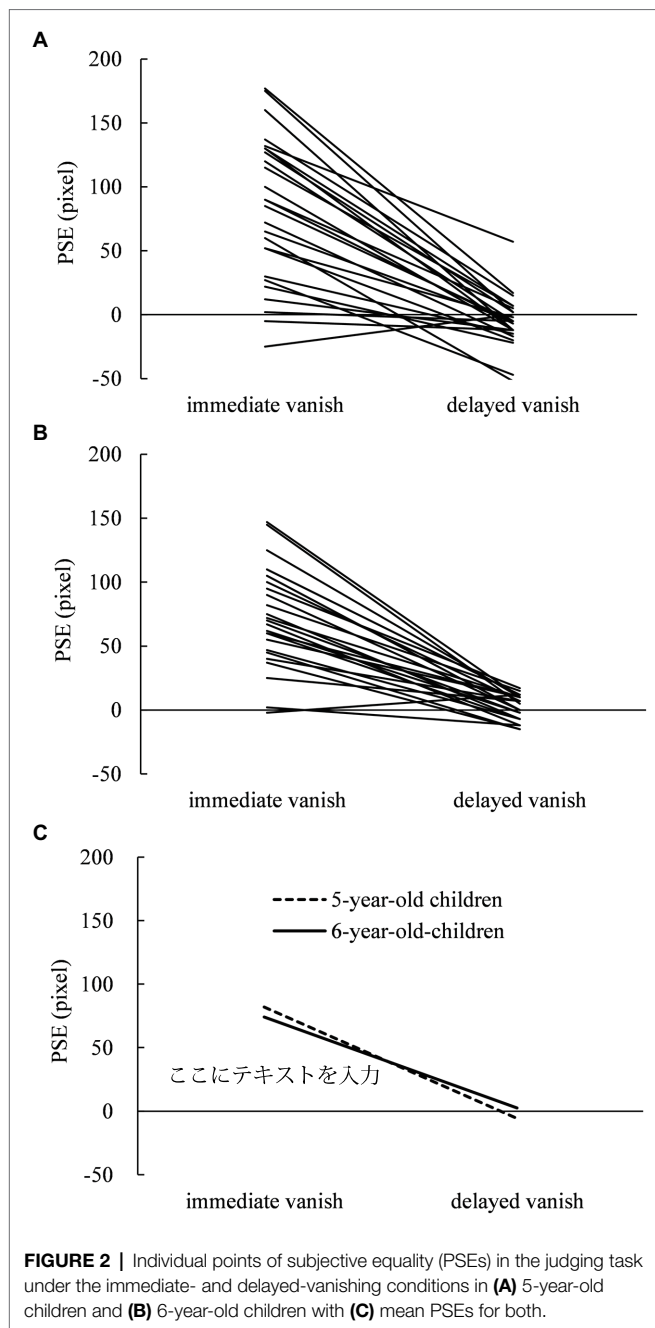 A
200
150
100
50
0
-50
PSE (pixel)
immediate vanish delayed vanish
B
200
150
100
50
0
-50
PSE (pixel)
immediate vanish delayed vanish
C
200
150
100
50
0
-50
PSE (pixel)
5-year-old children
6-year-old-children
ここにテキストを入力
immediate vanish delayed vanish
FIGURE 2 | Individual points of subjective equality (PSEs) in the judging task
under the immediate- and delayed-vanishing conditions in (A) 5-year-old
children and (B) 6-year-old children with (C) mean PSEs for both.